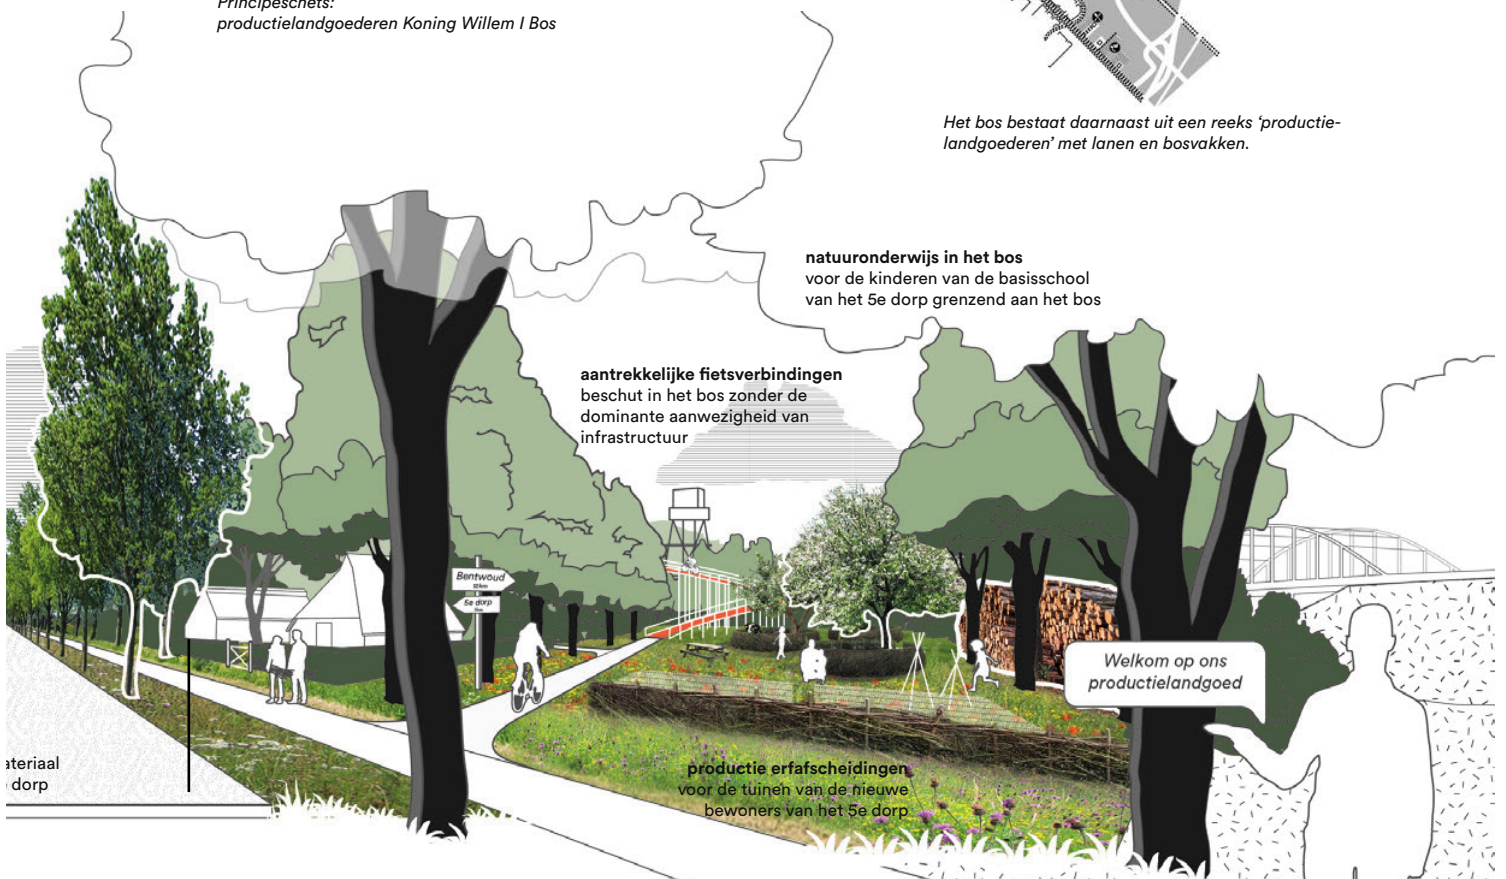 Principeschets:
productielandgoederen Koning Willem I Bos
Het bos bestaat daarnaast uit een reeks ‘productie-
landgoederen’ met lanen en bosvakken.
natuuronderwijs in het bos
voor de kinderen van de basisschool
van het 5e dorp grenzend aan het bos
aantrekkelijke fietsverbindingen
beschut in het bos zonder de
dominante aanwezigheid van
infrastructuur
Bentwoud
12km
5e dorp
Welkom op ons
productielandgoed
ateriaal
dorp
productie erfafscheidingen
voor de tuinen van de nieuwe
bewoners van het 5e dorp